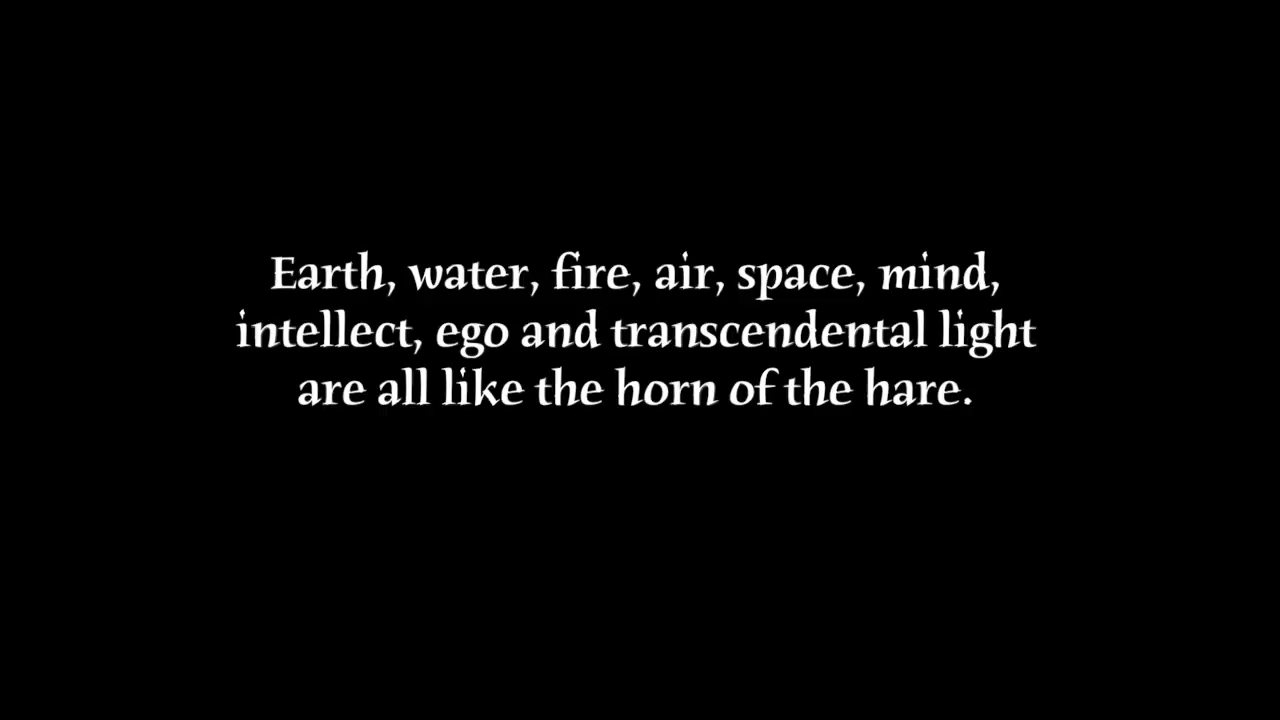 Earth, water, fire, air, space, mind,
intellect, ego and transcendental light
are all like the horn of the hare.